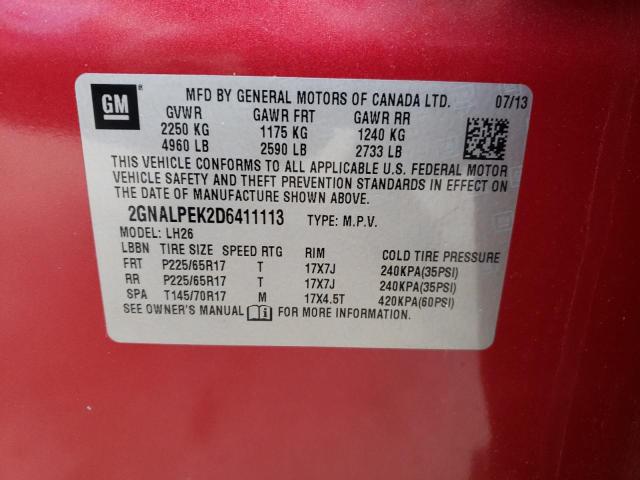 GM
MFD BY GENERAL MOTORS OF CANADA LTD. 07/13
GVWR GAWR FRT GAWR RR
2250 KG 1175 KG 1240 KG
4960 LB 2590 LB 2733 LB
THIS VEHICLE CONFORMS TO ALL APPLICABLE U.S. FEDERAL MOTOR
VEHICLE SAFETY AND THEFT PREVENTION STANDARDS IN EFFECT ON
THE DATE OF MANUFACTURE SHOWN ABOVE.
2GNALPEK2D6411113 TYPE: M.P.V.
MODEL: LH26
LBBN TIRE SIZE SPEED RTG RIM COLD TIRE PRESSURE
FRT P225/65R17 T 17X7J 240KPA(35PSI)
RR P225/65R17 T 17X7J 240KPA(35PSI)
SPA T145/70R17 M 17X4.5T 420KPA(60PSI)
SEE OWNER'S MANUAL FOR MORE INFORMATION.